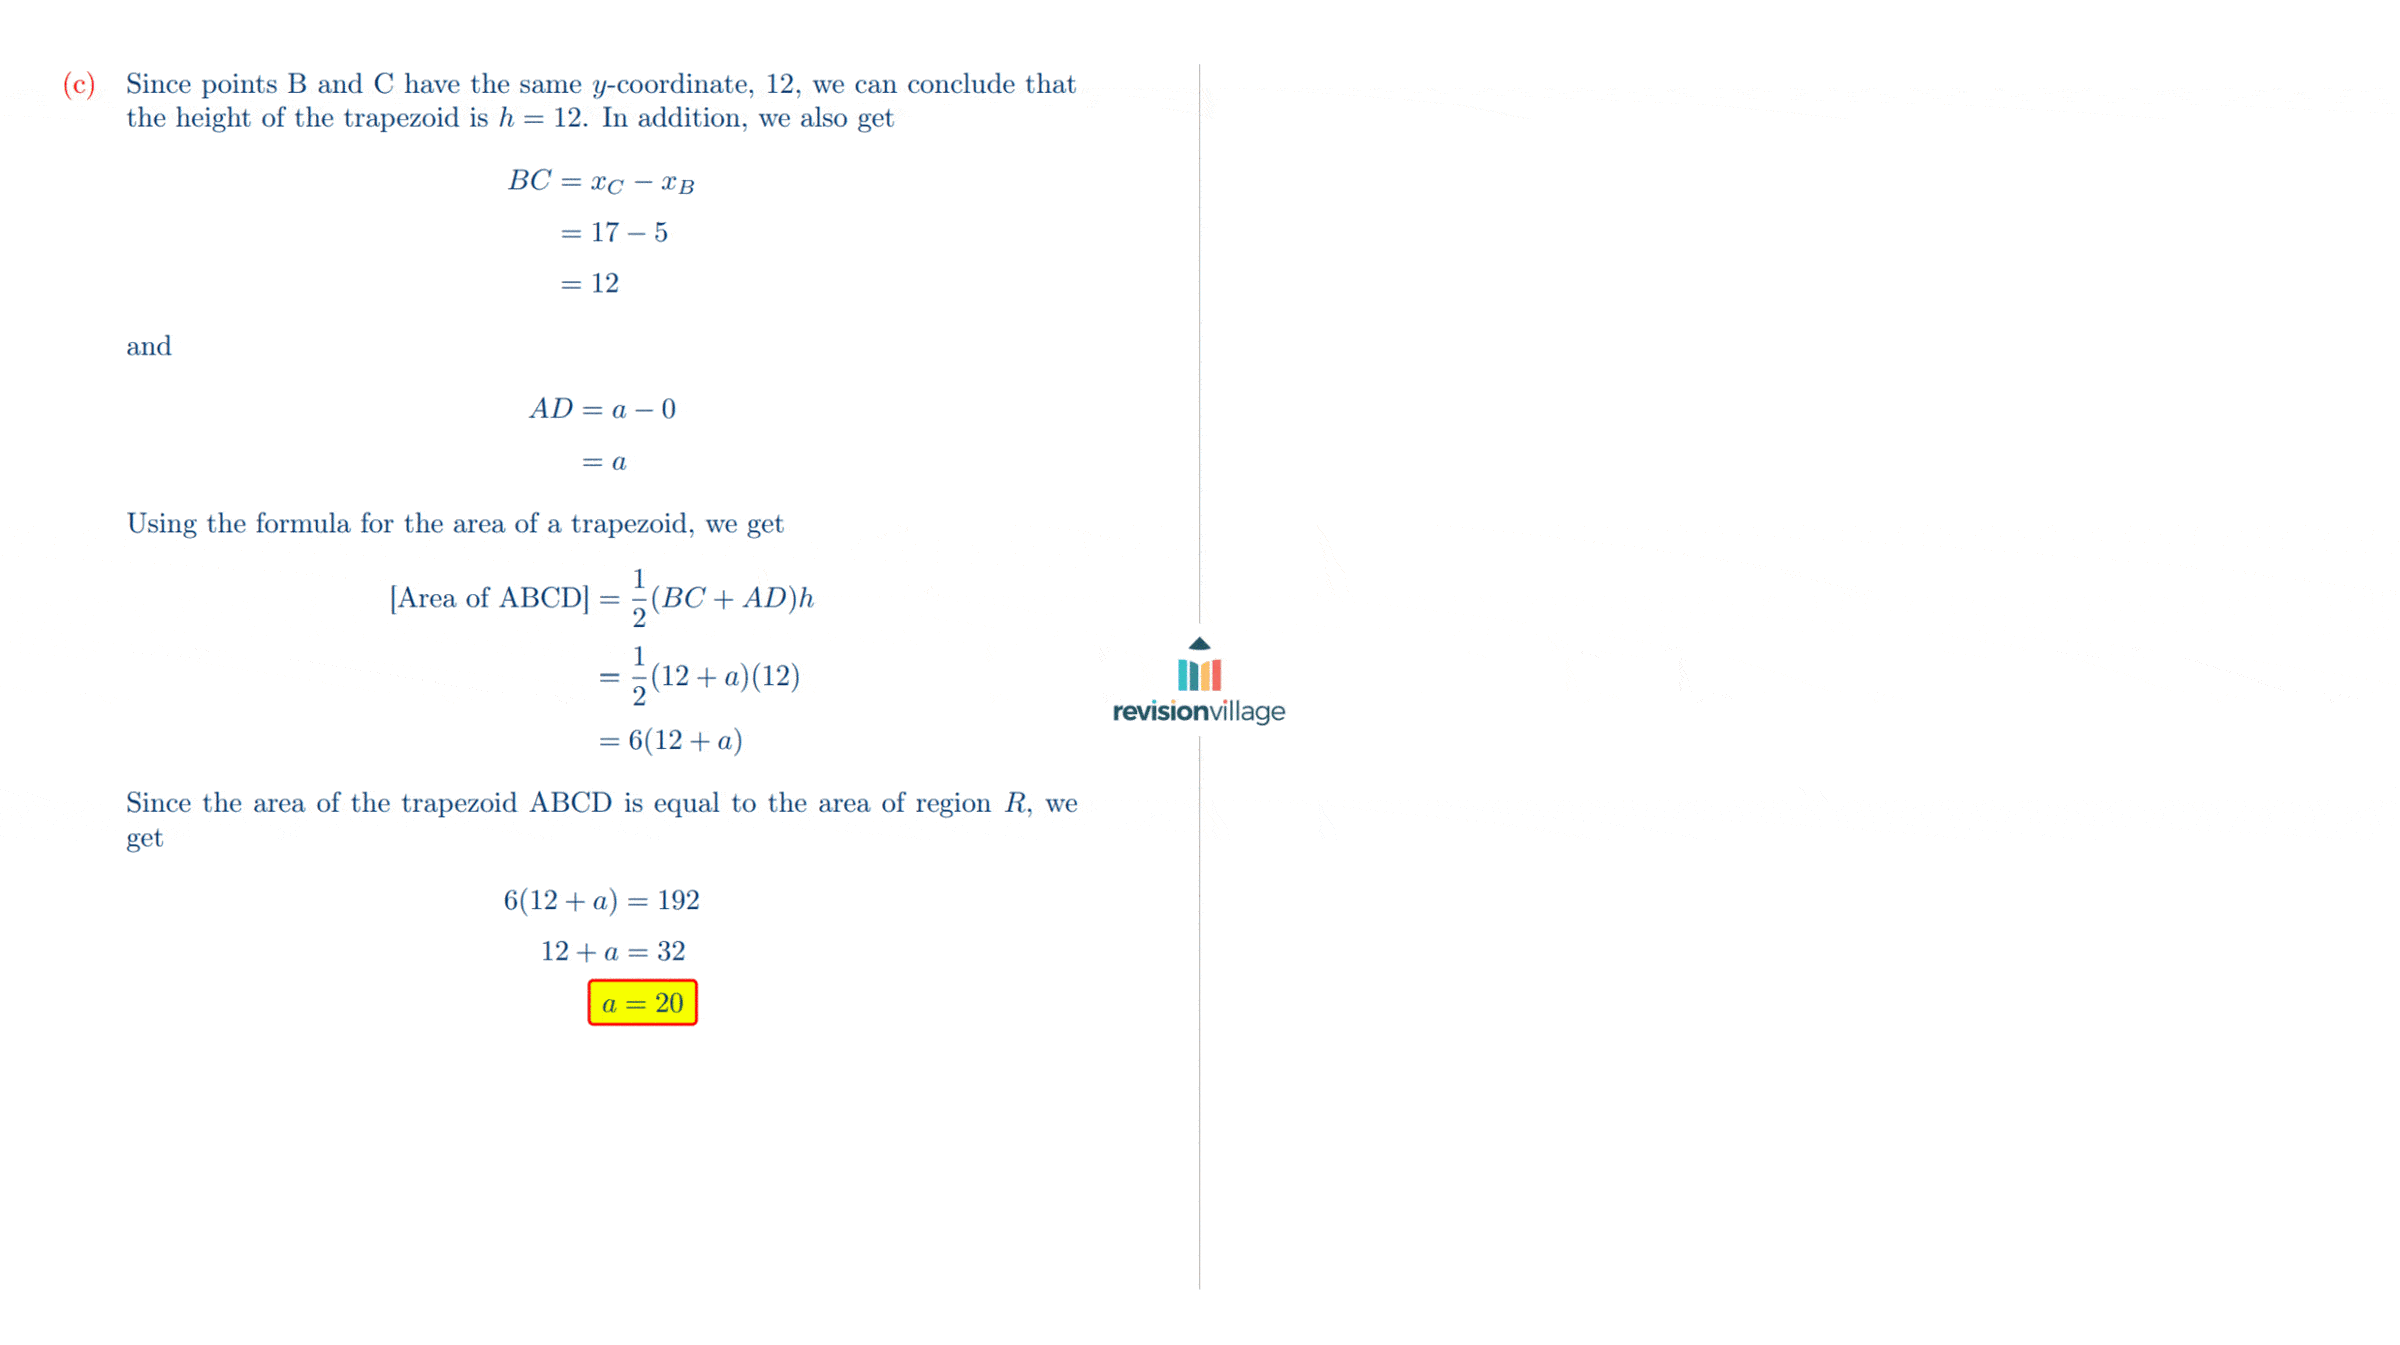 (c) Since points B and C have the same y-coordinate, 12, we can conclude that
the height of the trapezoid is h = 12. In addition, we also get
BC = x_C − x_B
= 17 − 5
= 12
and
AD = a − 0
= a
Using the formula for the area of a trapezoid, we get
[Area of ABCD] = \frac{1}{2}(BC + AD)h
= \frac{1}{2}(12 + a)(12)
= 6(12 + a)
Since the area of the trapezoid ABCD is equal to the area of region R, we
get
6(12 + a) = 192
12 + a = 32
a = 20
revisionvillage